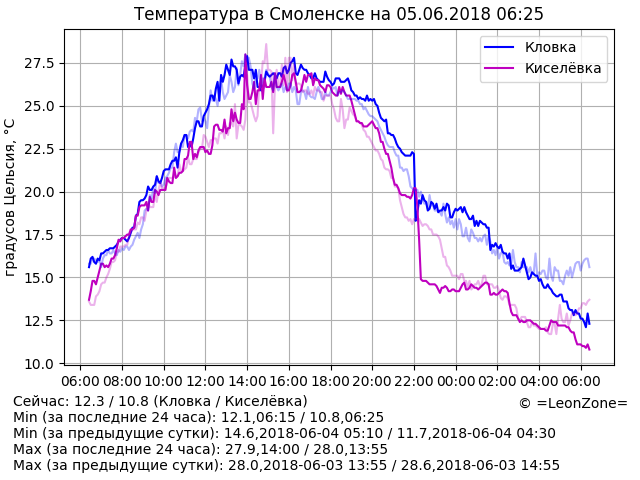 Температура в Смоленске на 05.06.2018 06:25
Кловка
Киселёвка
градусов Цельсия, °C
27.5
25.0
22.5
20.0
17.5
15.0
12.5
10.0
06:00 08:00 10:00 12:00 14:00 16:00 18:00 20:00 22:00 00:00 02:00 04:00 06:00
Сейчас: 12.3 / 10.8 (Кловка / Киселёвка)
© =LeonZone=
Min (за последние 24 часа): 12.1,06:15 / 10.8,06:25
Min (за предыдущие сутки): 14.6,2018-06-04 05:10 / 11.7,2018-06-04 04:30
Max (за последние 24 часа): 27.9,14:00 / 28.0,13:55
Max (за предыдущие сутки): 28.0,2018-06-03 13:55 / 28.6,2018-06-03 14:55